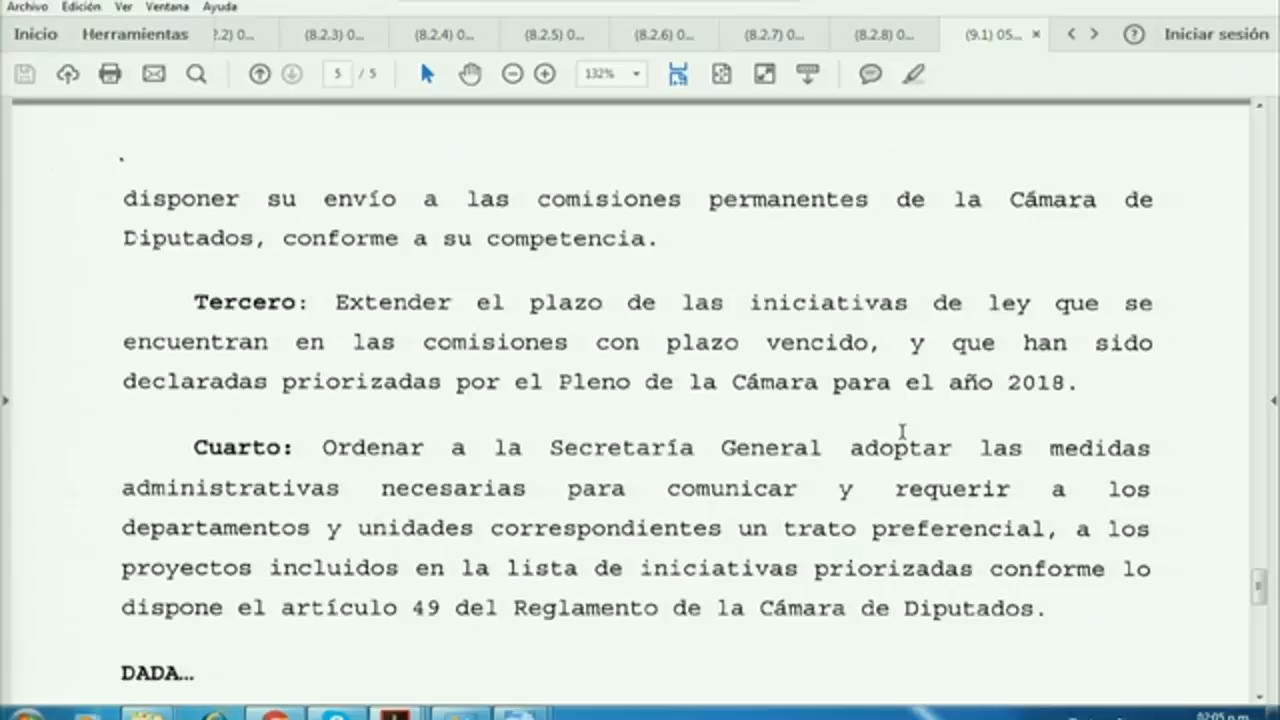 Archivo Edición Ver Ventana Ayuda
Inicio Herramientas 2.2) 0... (8.2.3) 0... (8.2.4) 0... (8.2.5) 0... (8.2.6) 0... (8.2.7) 0... (8.2.8) 0... (9.1) 05... × Iniciar sesión
5 / 5 132%
disponer su envío a las comisiones permanentes de la Cámara de
Diputados, conforme a su competencia.
Tercero: Extender el plazo de las iniciativas de ley que se
encuentran en las comisiones con plazo vencido, y que han sido
declaradas priorizadas por el Pleno de la Cámara para el año 2018.
Cuarto: Ordenar a la Secretaría General adoptar las medidas
administrativas necesarias para comunicar y requerir a los
departamentos y unidades correspondientes un trato preferencial, a los
proyectos incluidos en la lista de iniciativas priorizadas conforme lo
dispone el artículo 49 del Reglamento de la Cámara de Diputados.
DADA…
02:05 p.m.